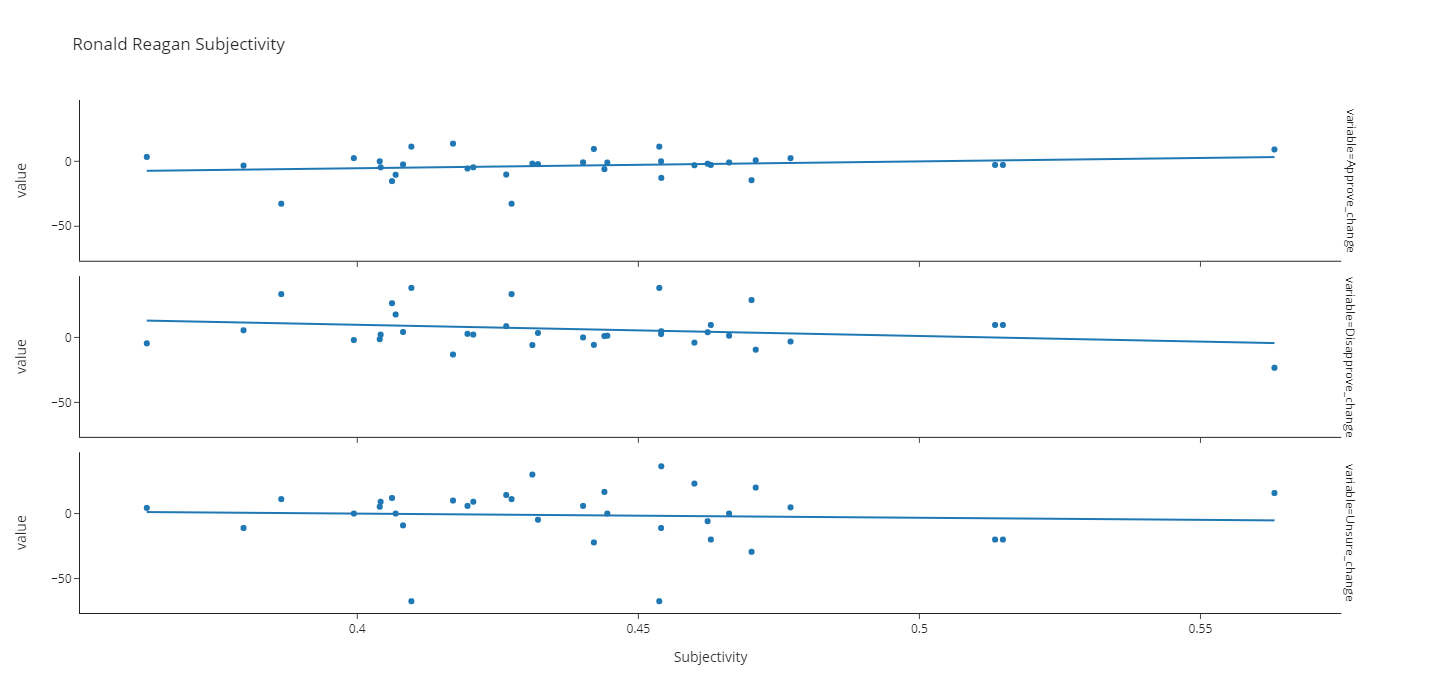 Ronald Reagan Subjectivity
value
0
−50
variable=Approve_change
value
0
−50
variable=Disapprove_change
value
0
−50
variable=Unsure_change
0.4
0.45
0.5
0.55
Subjectivity